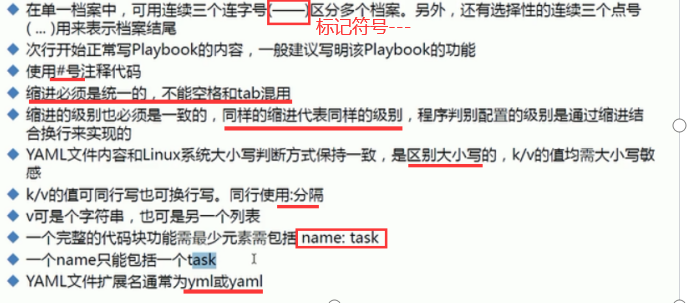 在单一档案中，可用连续三个连字号(——)区分多个档案。另外，还有选择性的连续三个点号
( ... )用来表示档案结尾
标记符号---
次行开始正常写Playbook的内容，一般建议写明该Playbook的功能
使用#号注释代码
缩进必须是统一的，不能空格和tab混用
缩进的级别也必须是一致的，同样的缩进代表同样的级别，程序判别配置的级别是通过缩进结
合换行来实现的
YAML文件内容和Linux系统大小写判断方式保持一致，是区别大小写的，k/v的值均需大小写敏
感
k/v的值可同行写也可换行写。同行使用:分隔
v可是个字符串，也可是另一个列表
一个完整的代码块功能需最少元素需包括 name: task
一个name只能包括一个task
YAML文件扩展名通常为yml或yaml